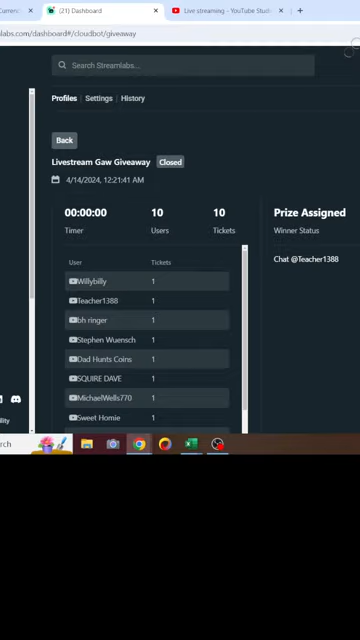 (21) Dashboard
Live streaming - YouTube Stud
labs.com/dashboard#/cloudbot/giveaway
Search Streamlabs...
Profiles Settings History
Back
Livestream Gaw Giveaway Closed
4/14/2024, 12:21:41 AM
00:00:00 10 10
Timer Users Tickets
Prize Assigned
Winner Status
Chat @Teacher1388
User Tickets
Willybilly 1
Teacher1388 1
bh ringer 1
Stephen Wuensch 1
Dad Hunts Coins 1
SQUIRE DAVE 1
MichaelWells770 1
Sweet Homie 1